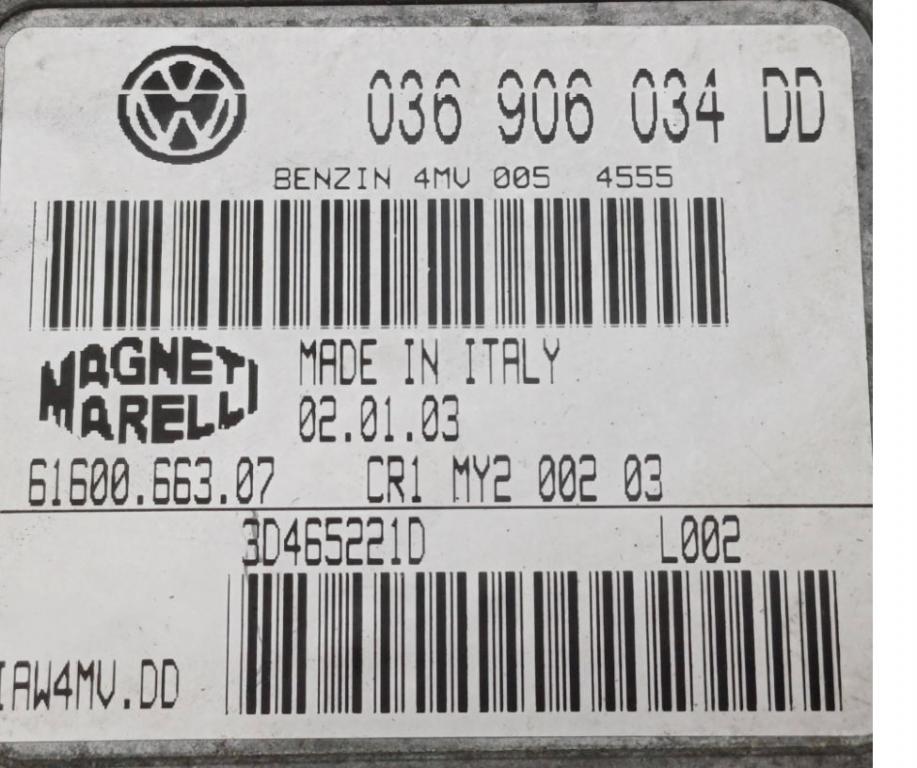 036 906 034 DD
BENZIN 4MV 005 4555
MAGNETI MARELLI
MADE IN ITALY
02.01.03
61600.663.07 CR1 MY2 002 03
3D465221D L002
IAW4MV.DD